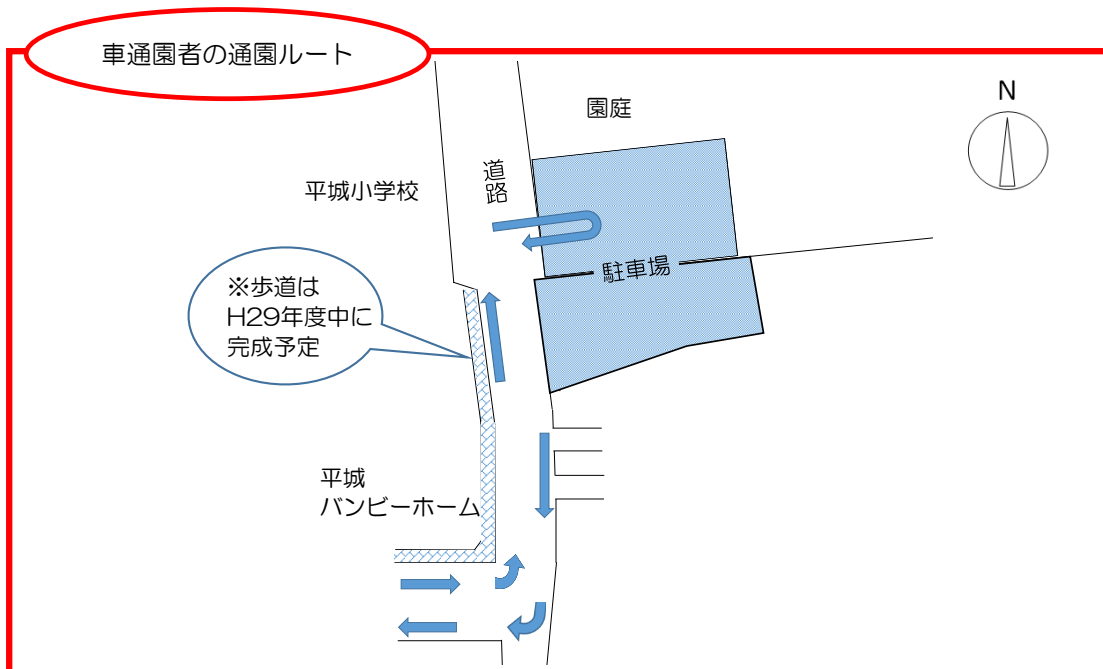 車通園者の通園ルート
N
園庭
道路
平城小学校
駐車場
※歩道は
H29年度中に
完成予定
平城
バンビーホーム